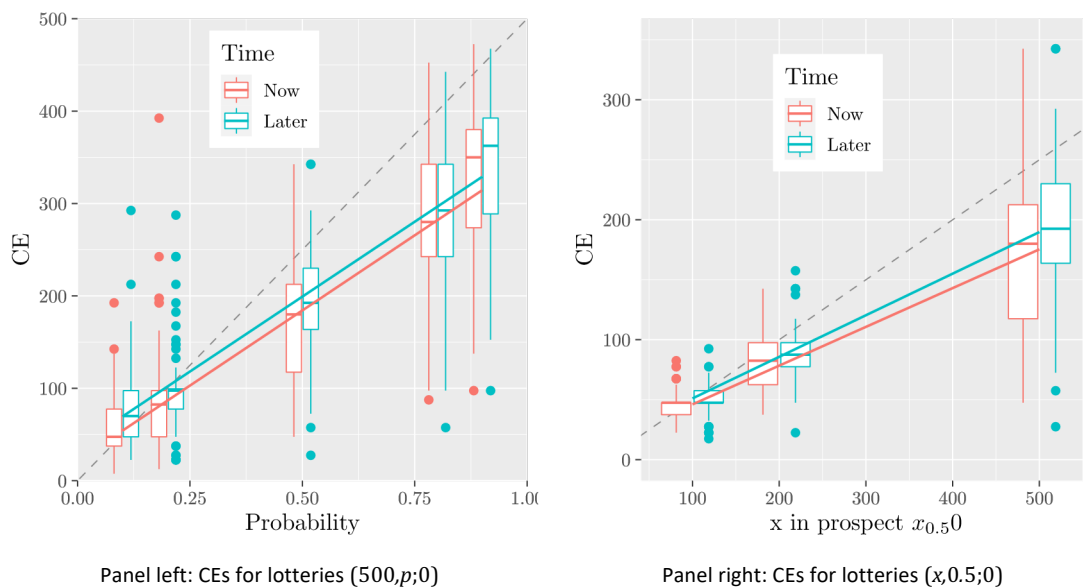 500
400
300
200
100
0
CE
Time
Now
Later
0.00
0.25
0.50
0.75
1.00
Probability
Panel left: CEs for lotteries (500,p;0)
300
200
100
0
CE
Time
Now
Later
100
200
300
400
500
x in prospect x0.50
Panel right: CEs for lotteries (x,0.5;0)